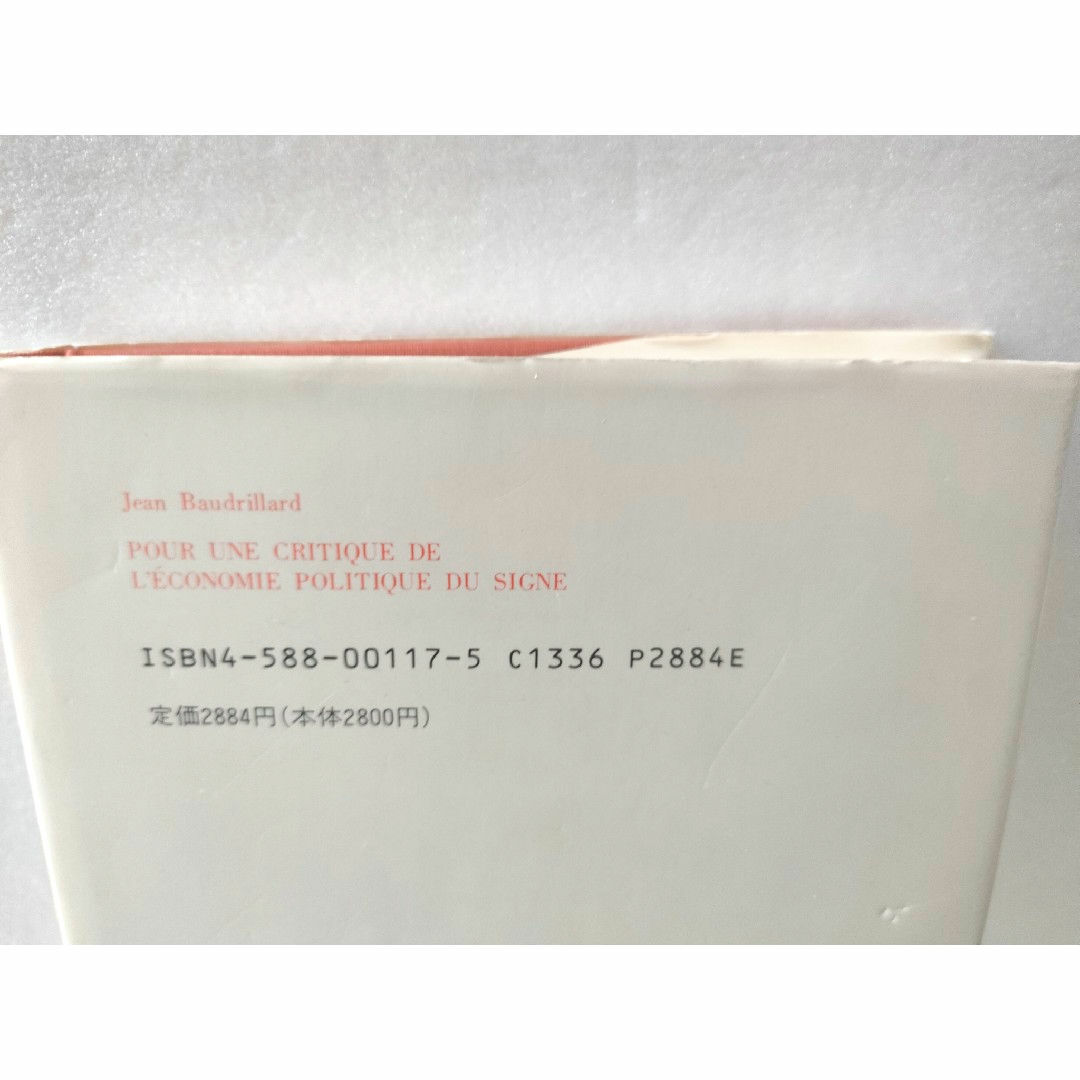 Jean Baudrillard
POUR UNE CRITIQUE DE
L'ÉCONOMIE POLITIQUE DU SIGNE
ISBN4-588-00117-5 C1336 P2884E
定価2884円(本体2800円)